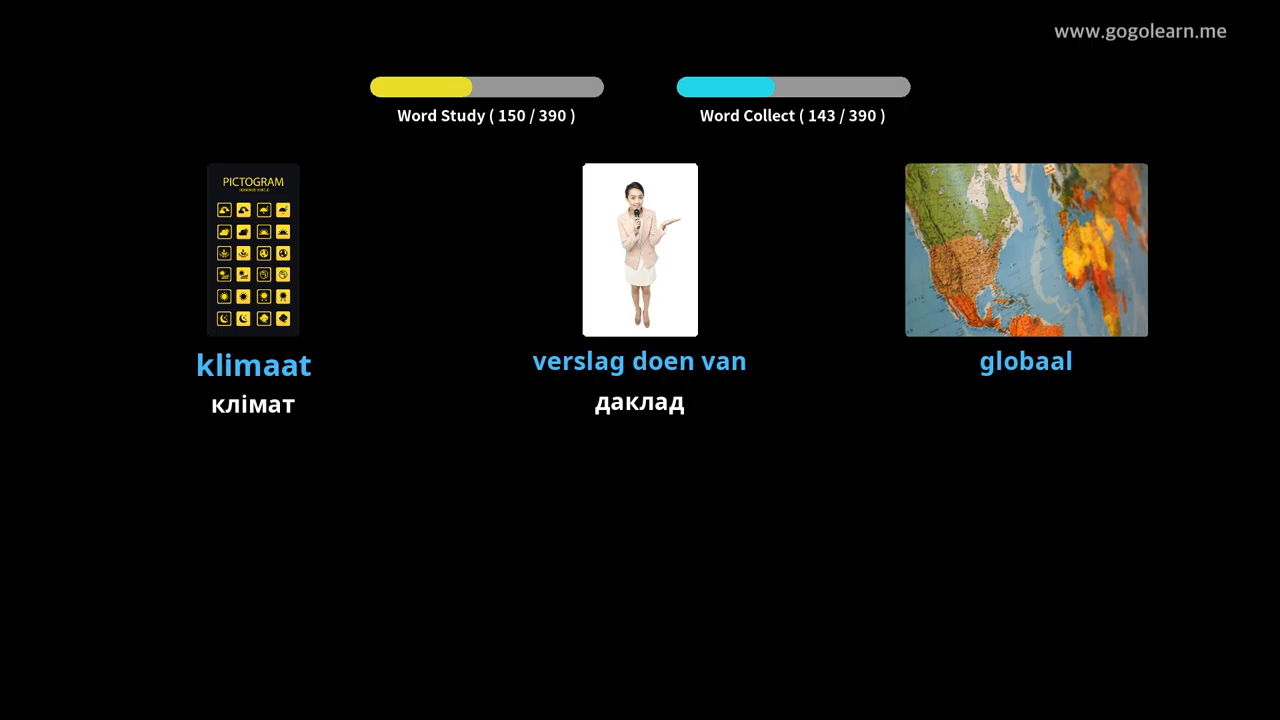 www.gogolearn.me
Word Study ( 150 / 390 )
Word Collect ( 143 / 390 )
PICTOGRAM
klimaat
клімат
verslag doen van
даклад
globaal